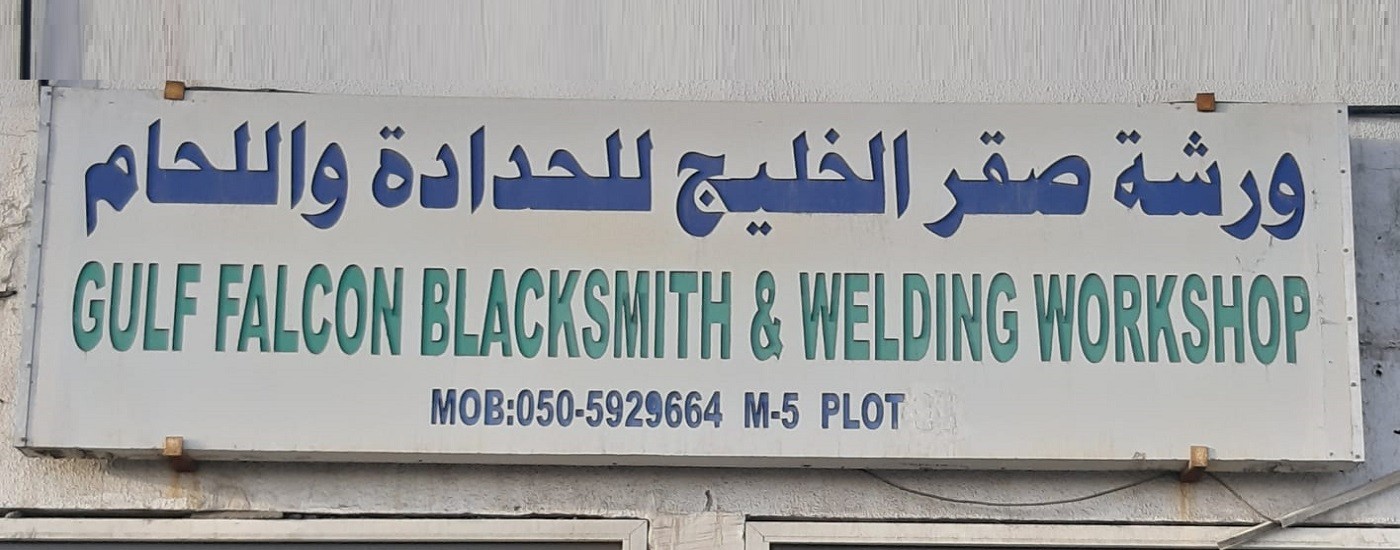 ورشة صقر الخليج للحدادة واللحام
GULF FALCON BLACKSMITH & WELDING WORKSHOP
MOB:050-5929664 M-5 PLOT